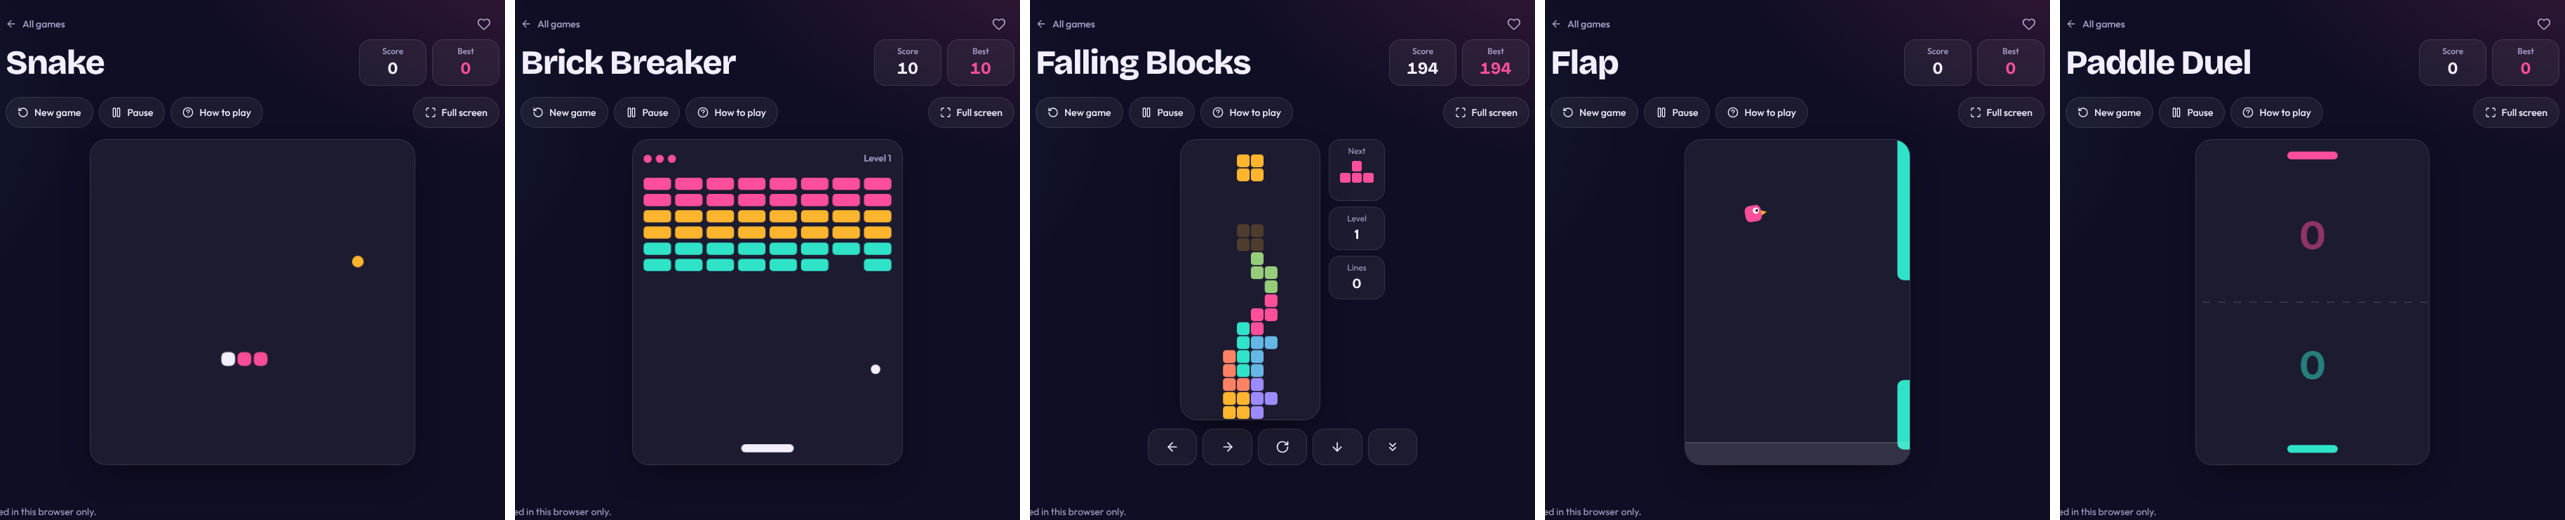 All games
Snake
Score
0
Best
0
New game
Pause
How to play
Full screen
ed in this browser only.
All games
Brick Breaker
Score
10
Best
10
New game
Pause
How to play
Full screen
Level 1
ed in this browser only.
All games
Falling Blocks
Score
194
Best
194
New game
Pause
How to play
Full screen
Next
Level
1
Lines
0
ed in this browser only.
All games
Flap
Score
0
Best
0
New game
Pause
How to play
Full screen
ed in this browser only.
All games
Paddle Duel
Score
0
Best
0
New game
Pause
How to play
Full screen
0
0
ed in this browser only.